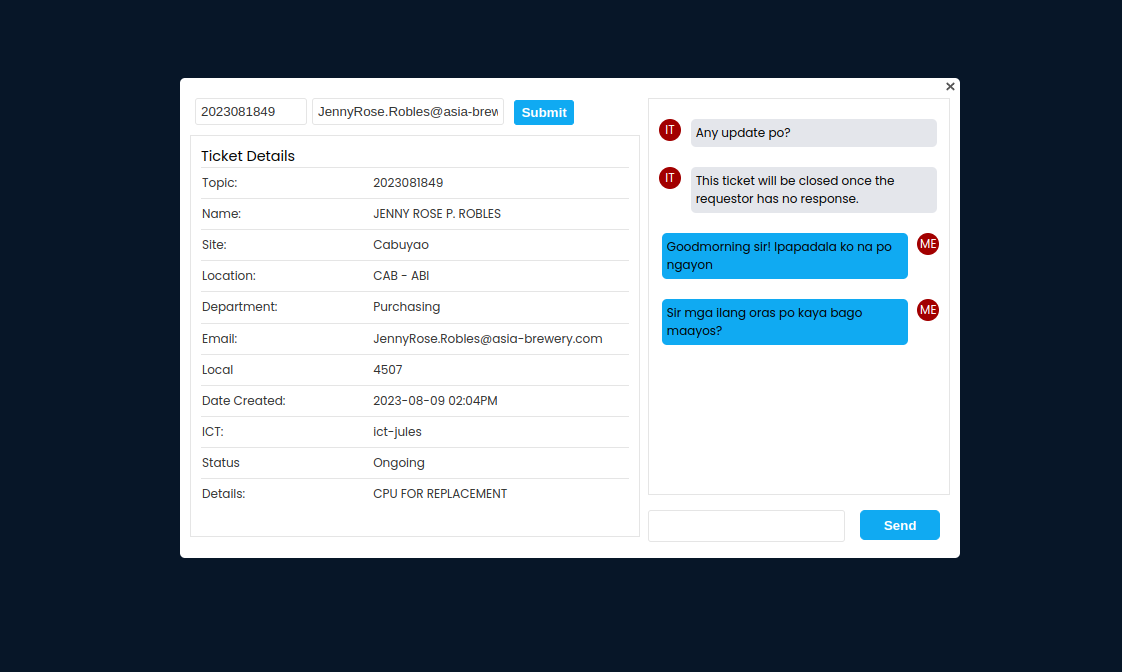 ×
2023081849 JennyRose.Robles@asia-brew Submit
Ticket Details
Topic: 2023081849
Name: JENNY ROSE P. ROBLES
Site: Cabuyao
Location: CAB - ABI
Department: Purchasing
Email: JennyRose.Robles@asia-brewery.com
Local 4507
Date Created: 2023-08-09 02:04PM
ICT: ict-jules
Status Ongoing
Details: CPU FOR REPLACEMENT
IT Any update po?
IT This ticket will be closed once the
requestor has no response.
Goodmorning sir! Ipapadala ko na po ME
ngayon
Sir mga ilang oras po kaya bago ME
maayos?
Send